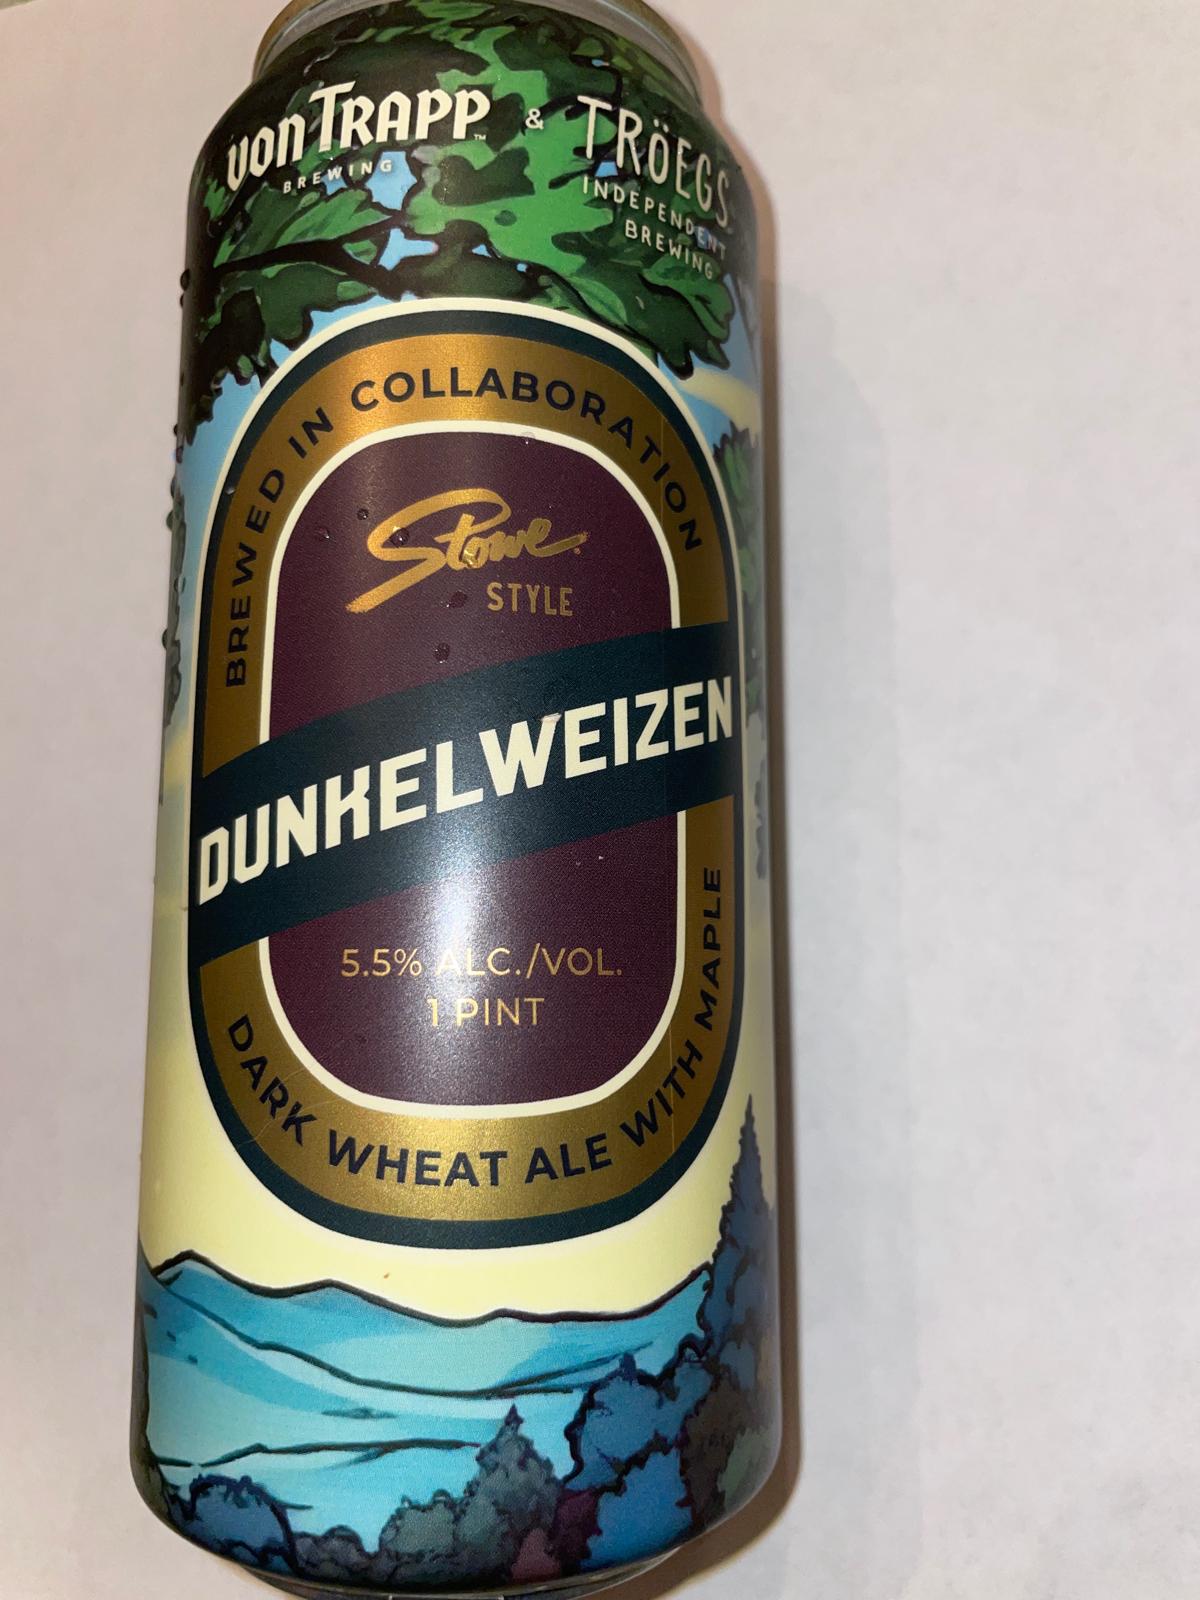 von TRAPP™
BREWING
&
TRÖEGS
INDEPENDENT
BREWING
BREWED IN COLLABORATION
Stowe
STYLE
DUNKELWEIZEN
5.5% ALC./VOL.
1 PINT
DARK WHEAT ALE WITH MAPLE